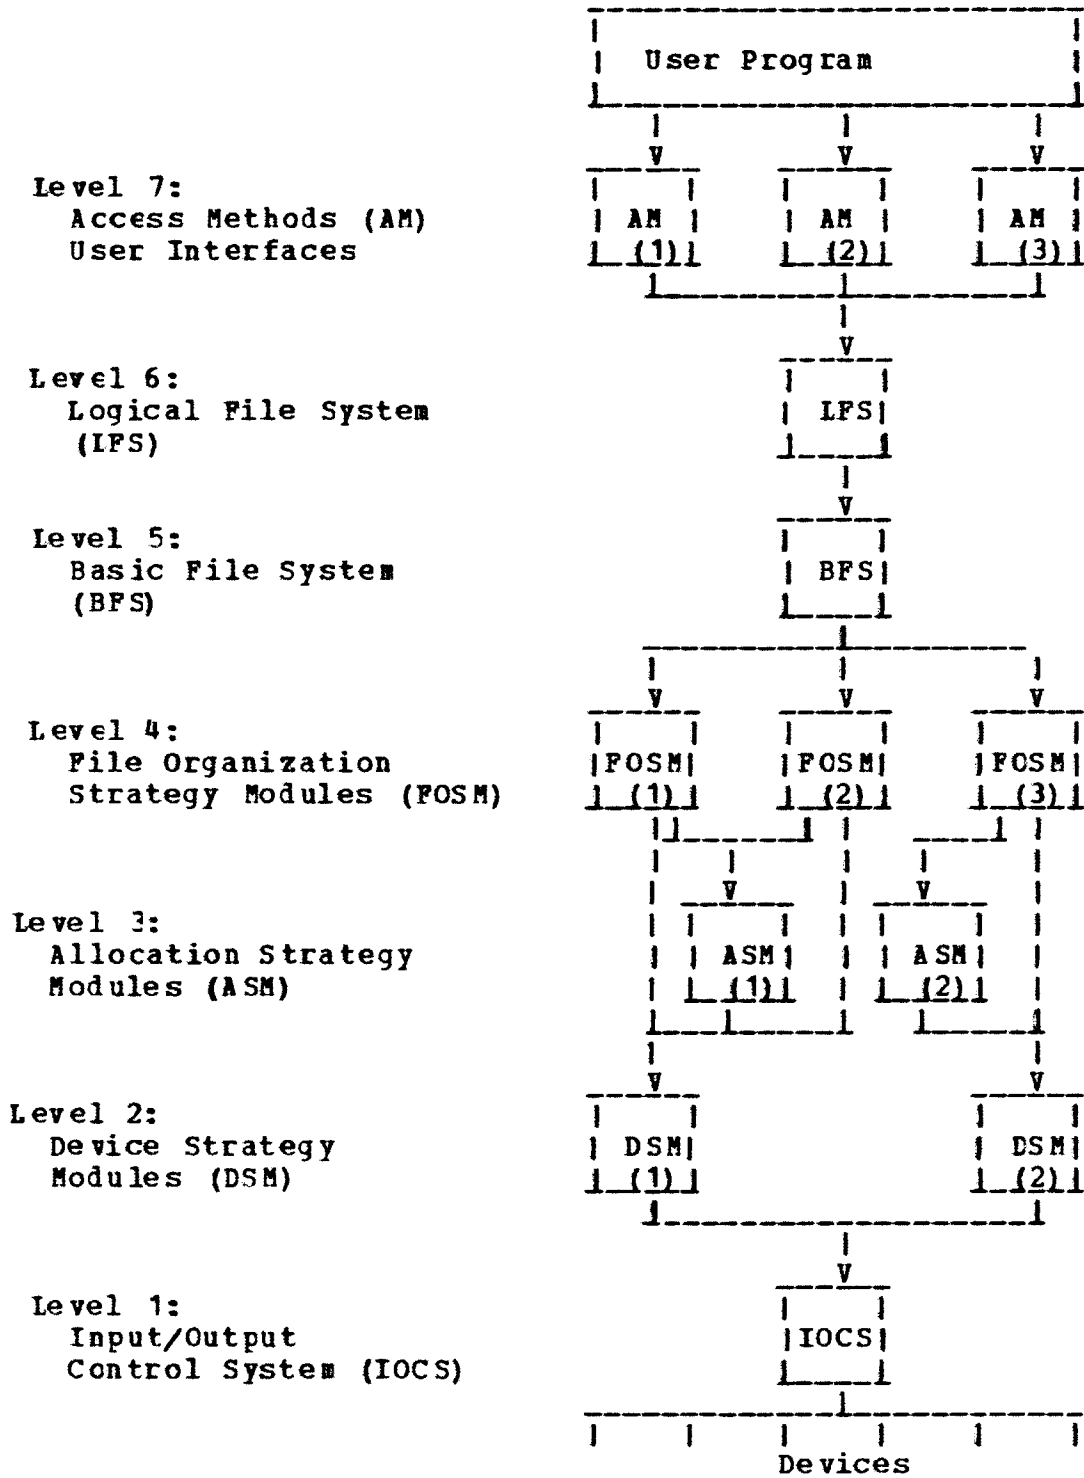 User Program
Level 7:
Access Methods (AM)
User Interfaces
AM (1)
AM (2)
AM (3)
Level 6:
Logical File System
(LFS)
LFS
Level 5:
Basic File System
(BFS)
BFS
Level 4:
File Organization
Strategy Modules (FOSM)
FOSM (1)
FOSM (2)
FOSM (3)
Level 3:
Allocation Strategy
Modules (ASM)
ASM (1)
ASM (2)
Level 2:
Device Strategy
Modules (DSM)
DSM (1)
DSM (2)
Level 1:
Input/Output
Control System (IOCS)
IOCS
Devices